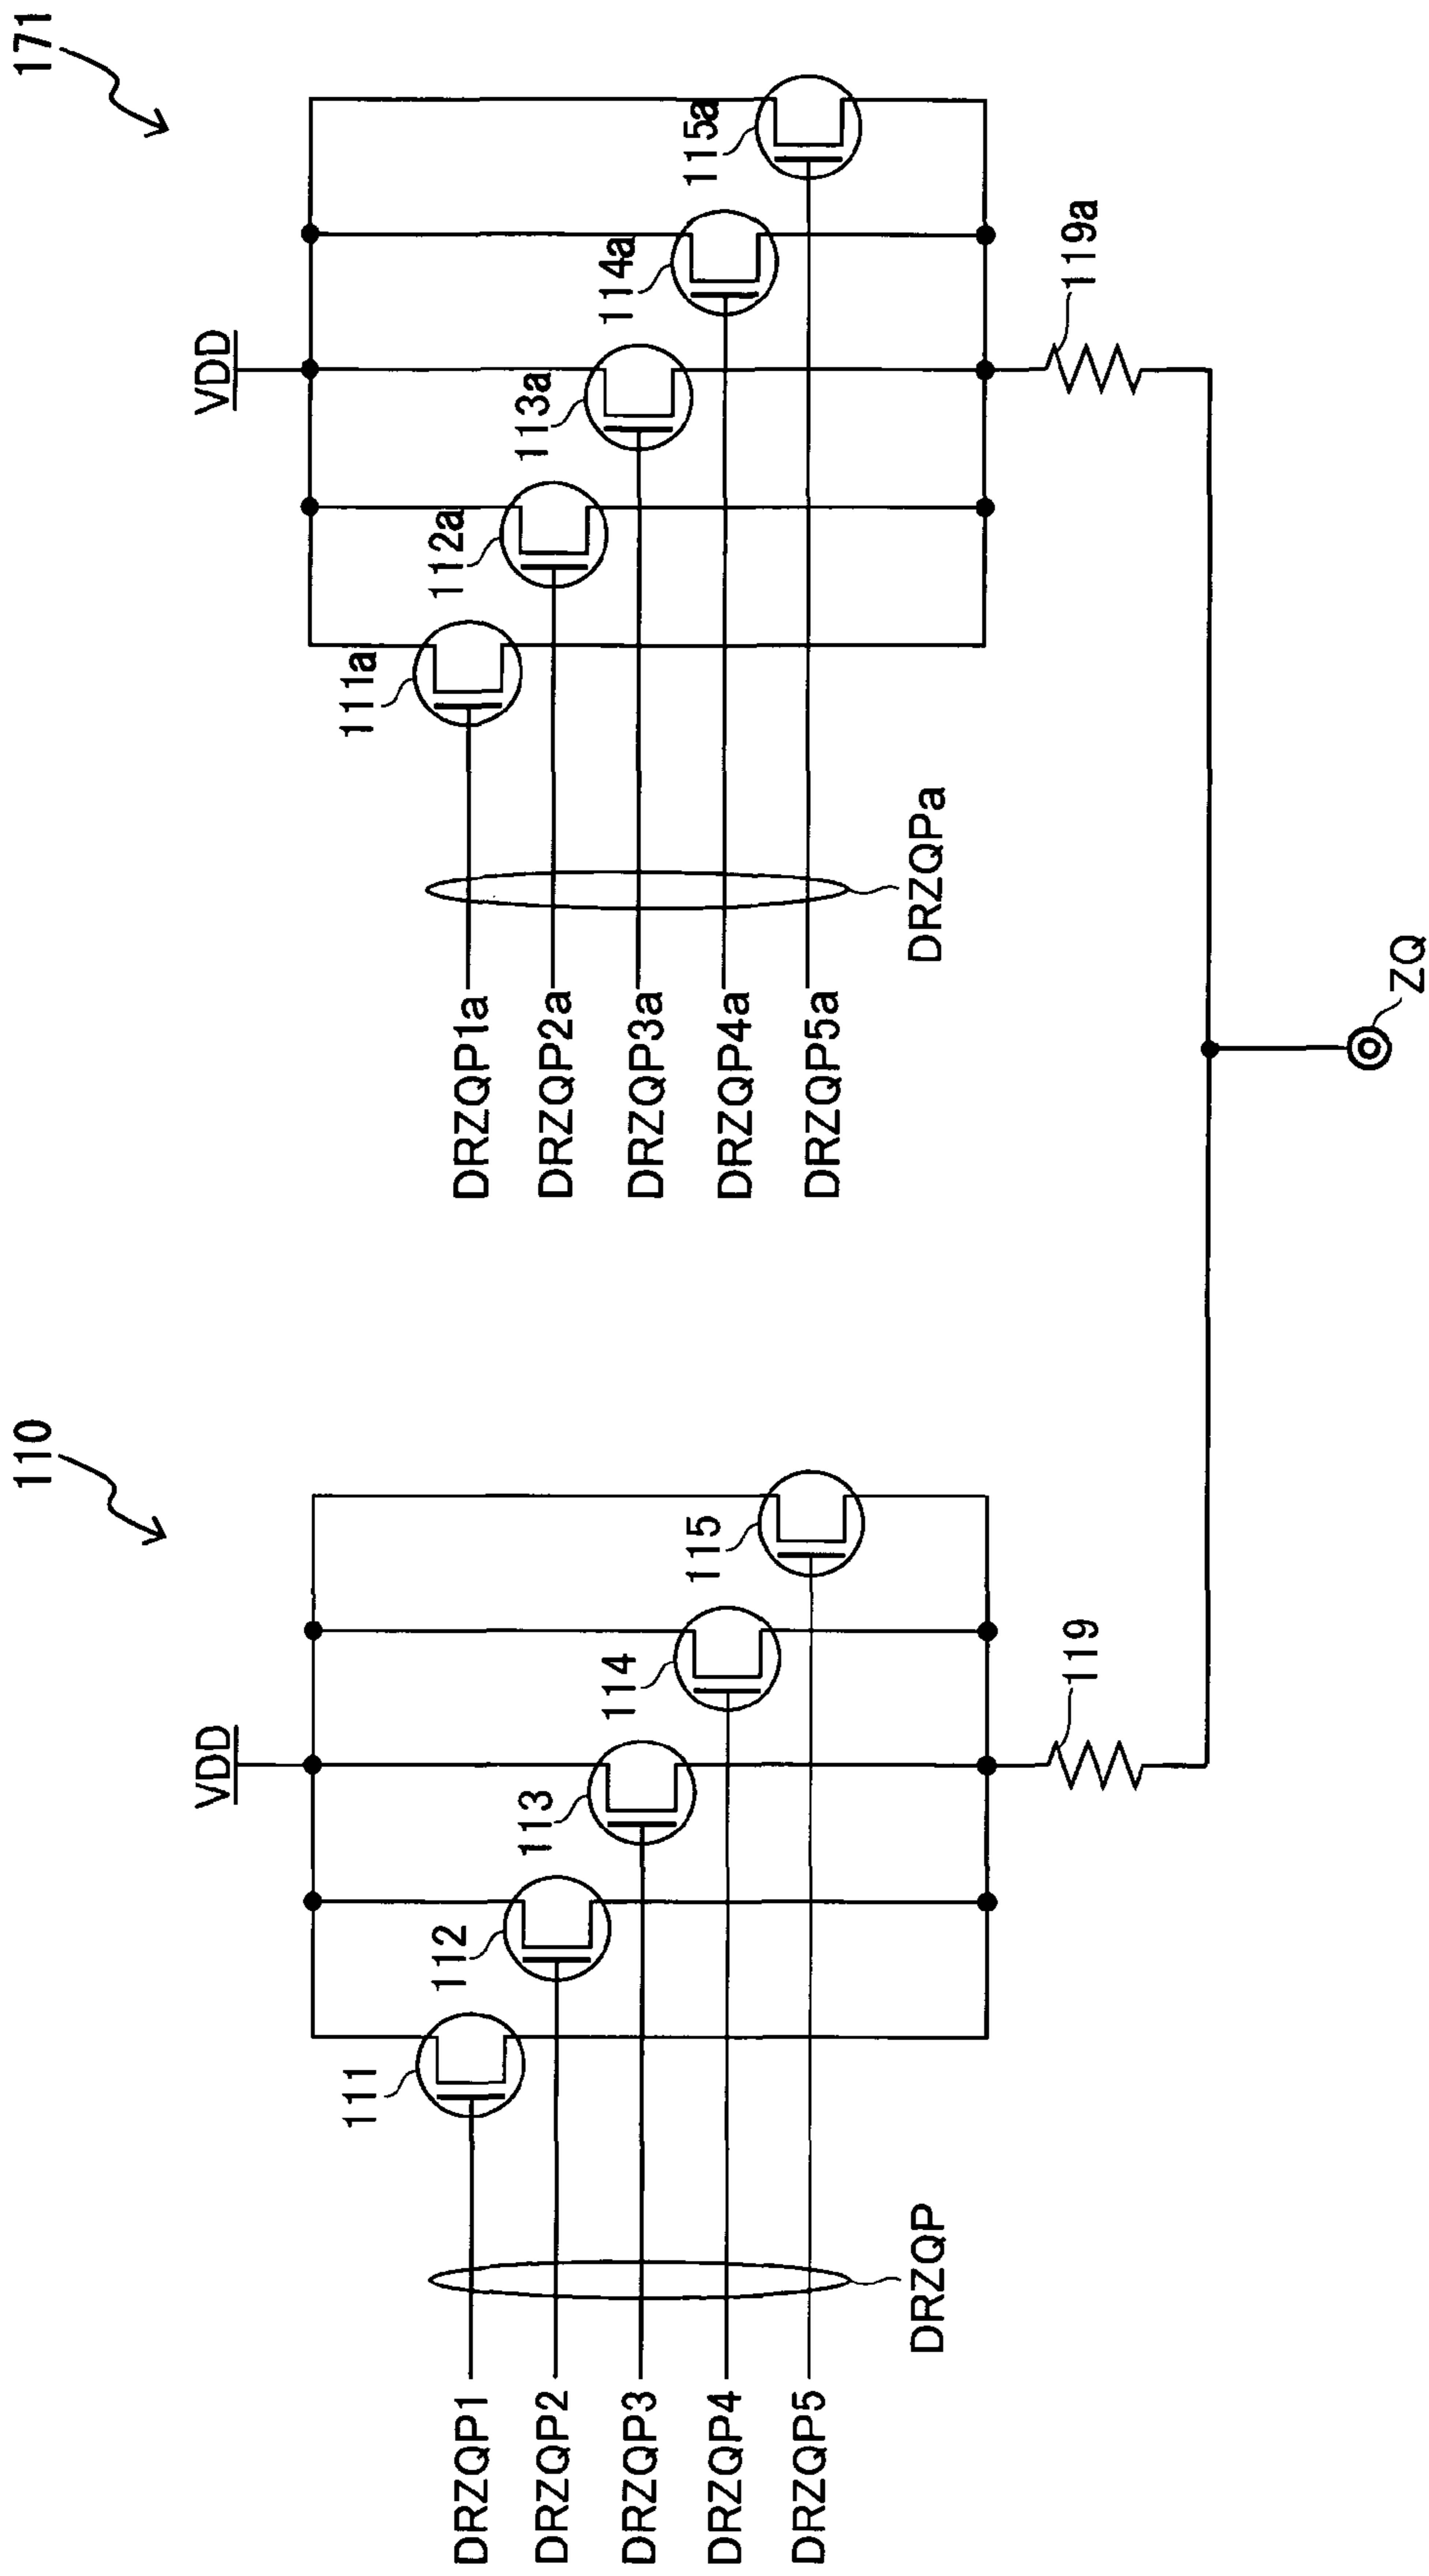 110
VDD
111
112
113
114
115
DRZQP1
DRZQP2
DRZQP3
DRZQP4
DRZQP5
DRZQP
119
171
VDD
111a
112a
113a
114a
115a
DRZQP1a
DRZQP2a
DRZQP3a
DRZQP4a
DRZQP5a
DRZQPa
119a
ZQ